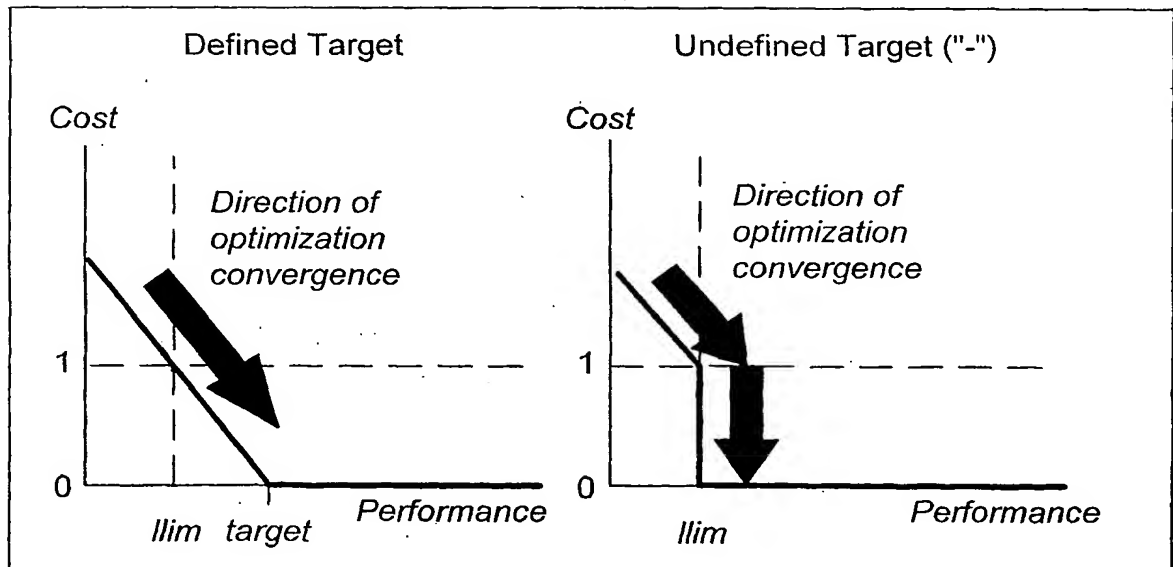 Defined Target
Cost
Direction of
optimization
convergence
1
0
Performance
llim target
Undefined Target ("-")
Cost
Direction of
optimization
convergence
1
0
Performance
llim